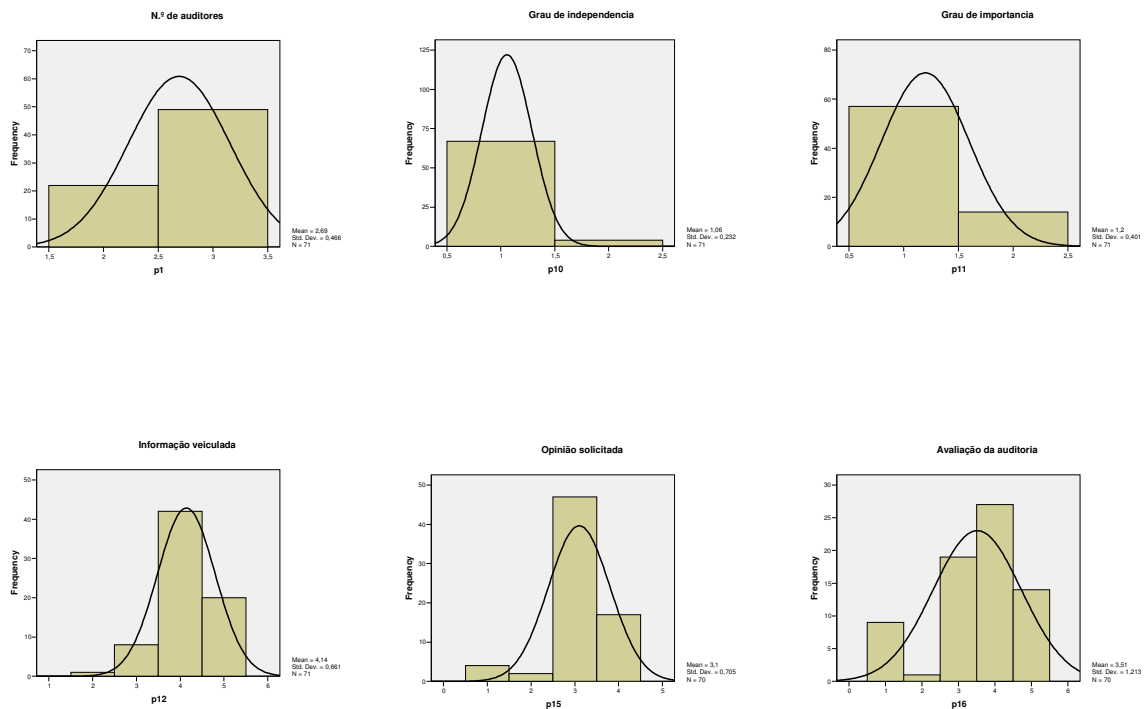 N.º de auditores
70
60
50
40
30
20
10
0
Frequency
1,5
2
2,5
3
3,5
p1
Mean = 2,69
Std. Dev. = 0,466
N = 71
Grau de independencia
125
100
75
50
25
0
Frequency
0,5
1
1,5
2
2,5
p10
Mean = 1,06
Std. Dev. = 0,232
N = 71
Grau de importancia
80
60
40
20
0
Frequency
0,5
1
1,5
2
2,5
p11
Mean = 1,2
Std. Dev. = 0,401
N = 71
Informação veiculada
50
40
30
20
10
0
Frequency
1
2
3
4
5
6
p12
Mean = 4,14
Std. Dev. = 0,661
N = 71
Opinião solicitada
50
40
30
20
10
0
Frequency
0
1
2
3
4
5
p15
Mean = 3,1
Std. Dev. = 0,705
N = 70
Avaliação da auditoria
30
25
20
15
10
5
0
Frequency
0
1
2
3
4
5
6
p16
Mean = 3,51
Std. Dev. = 1,213
N = 70